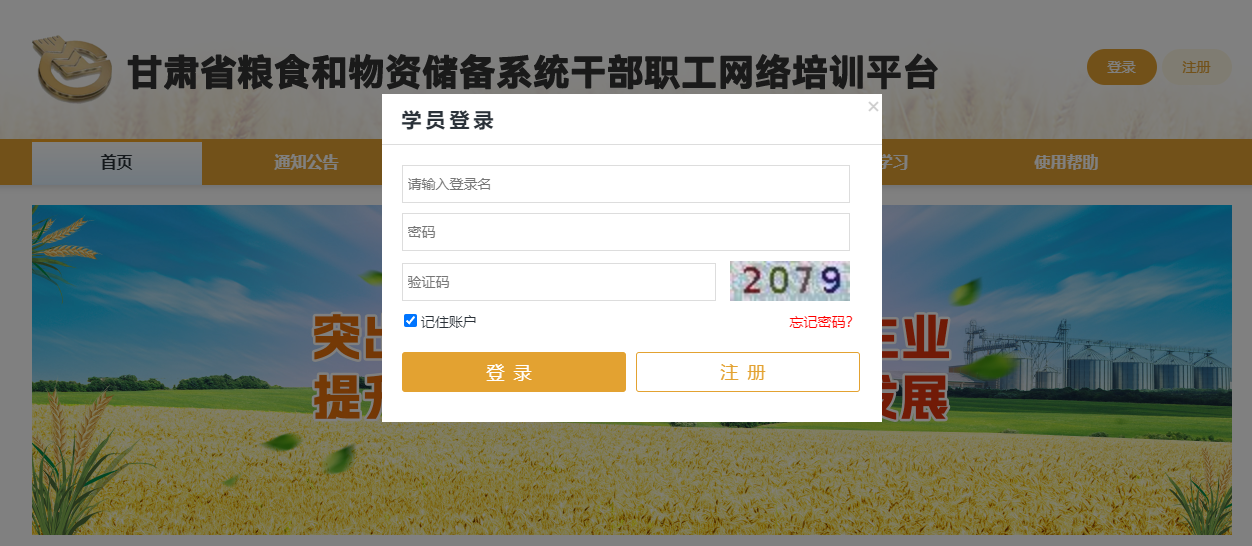 甘肃省粮食和物资储备系统干部职工网络培训平台
登录 注册
学员登录 ×
首页 通知公告 学习 使用帮助
请输入登录名
密码
验证码 2079
记住账户 忘记密码?
突 业
提 发展
登 录 注 册